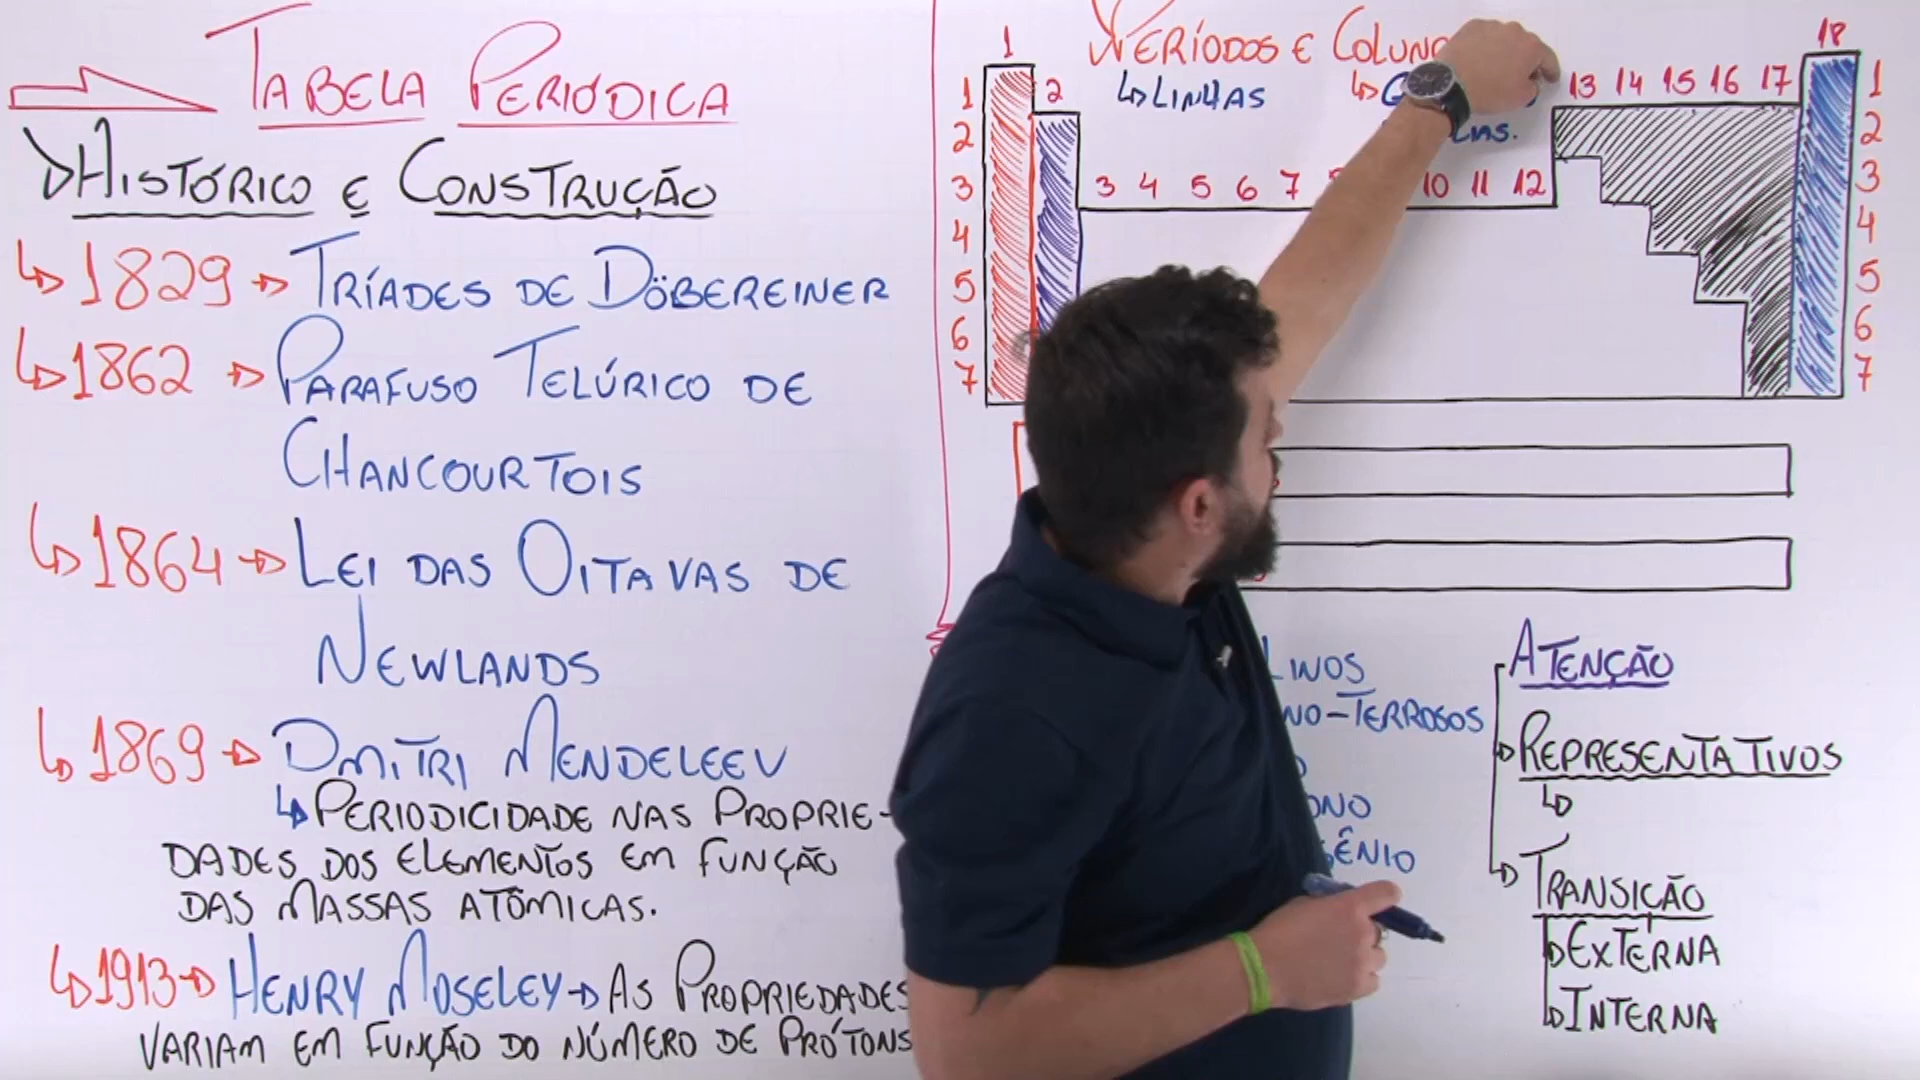 TABELA PERIÓDICA
HISTÓRICO E CONSTRUÇÃO
1829 TRÍADES DE DÖBEREINER
1862 PARAFUSO TELÚRICO DE
CHANCOURTOIS
1864 LEI DAS OITAVAS DE
NEWLANDS
1869 DMITRI MENDELEEV
PERIODICIDADE NAS PROPRIE-
DADES DOS ELEMENTOS EM FUNÇÃO
DAS MASSAS ATÔMICAS.
1913 HENRY MOSELEY AS PROPRIEDADES
VARIAM EM FUNÇÃO DO NÚMERO DE PRÓTONS
PERÍODOS E COLUNA
LINHAS
1 18
2 13 14 15 16 17
3 4 5 6 7 10 11 12
1
2
3
4
5
6
7
1
2
3
4
5
6
7
-TERROSOS
ATENÇÃO
REPRESENTATIVOS
TRANSIÇÃO
EXTERNA
INTERNA